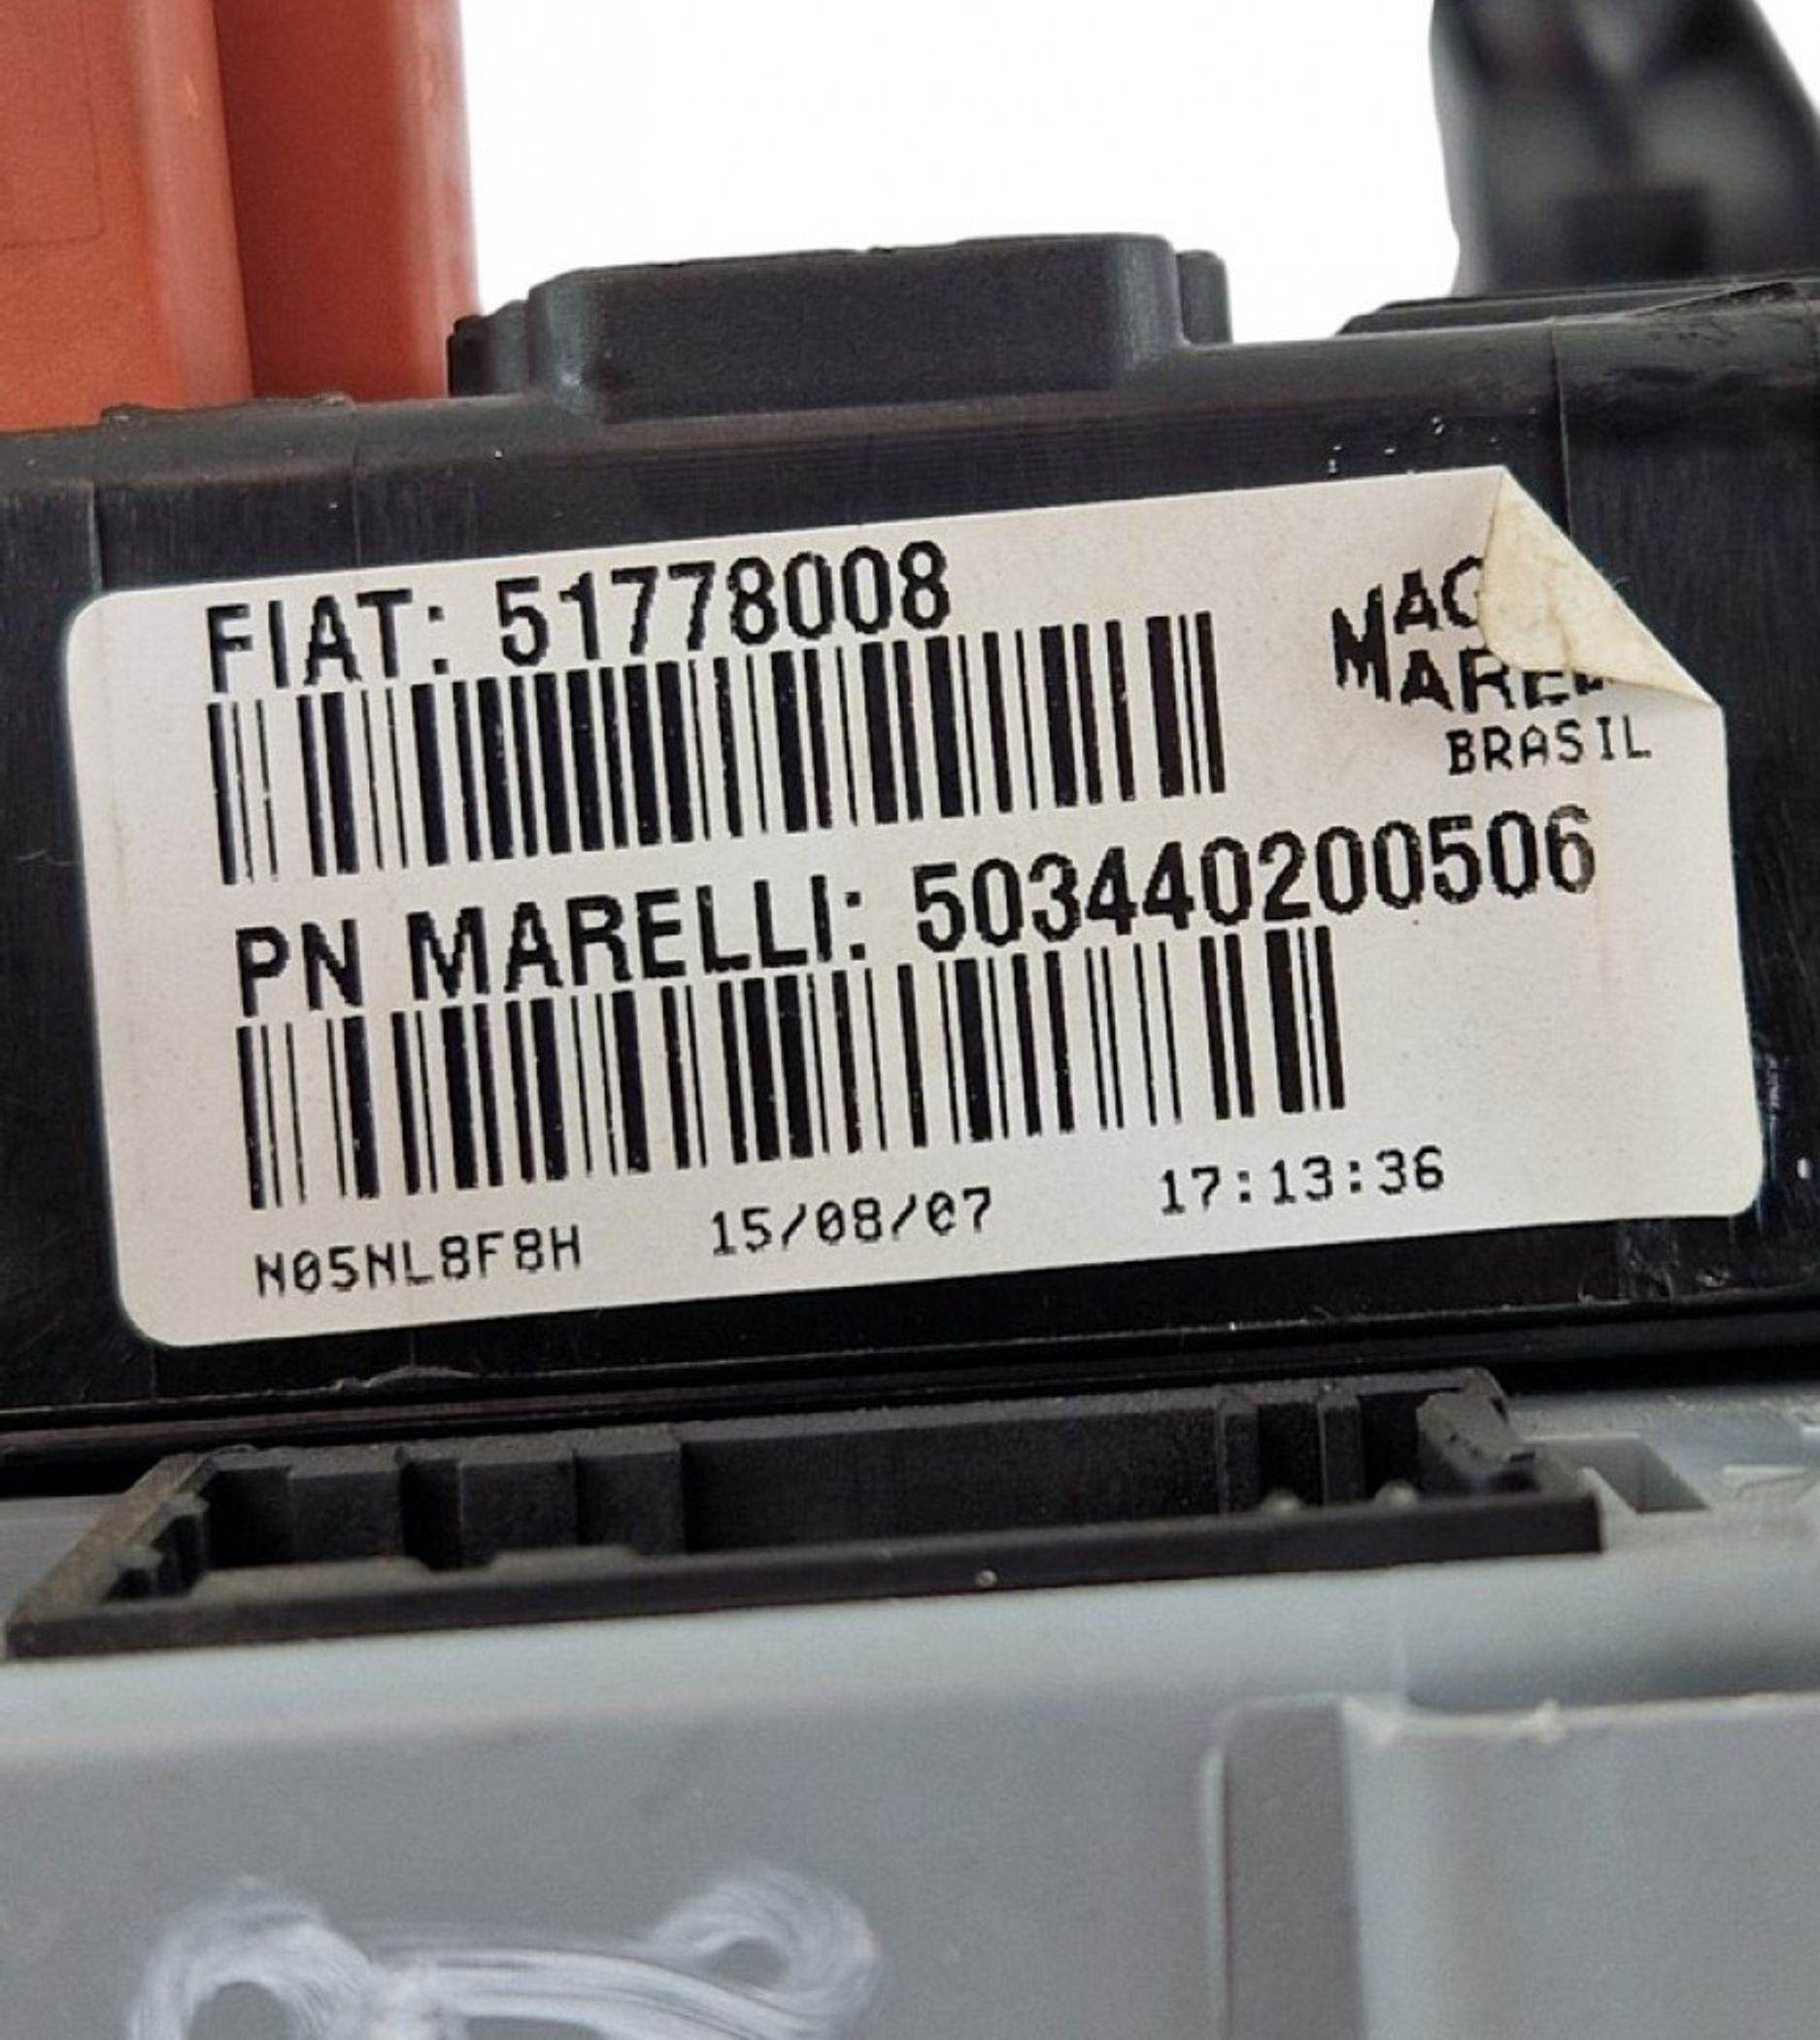 FIAT: 51778008
BRASIL
PN MARELLI: 503440200506
N05NL8F8H 15/08/07 17:13:36